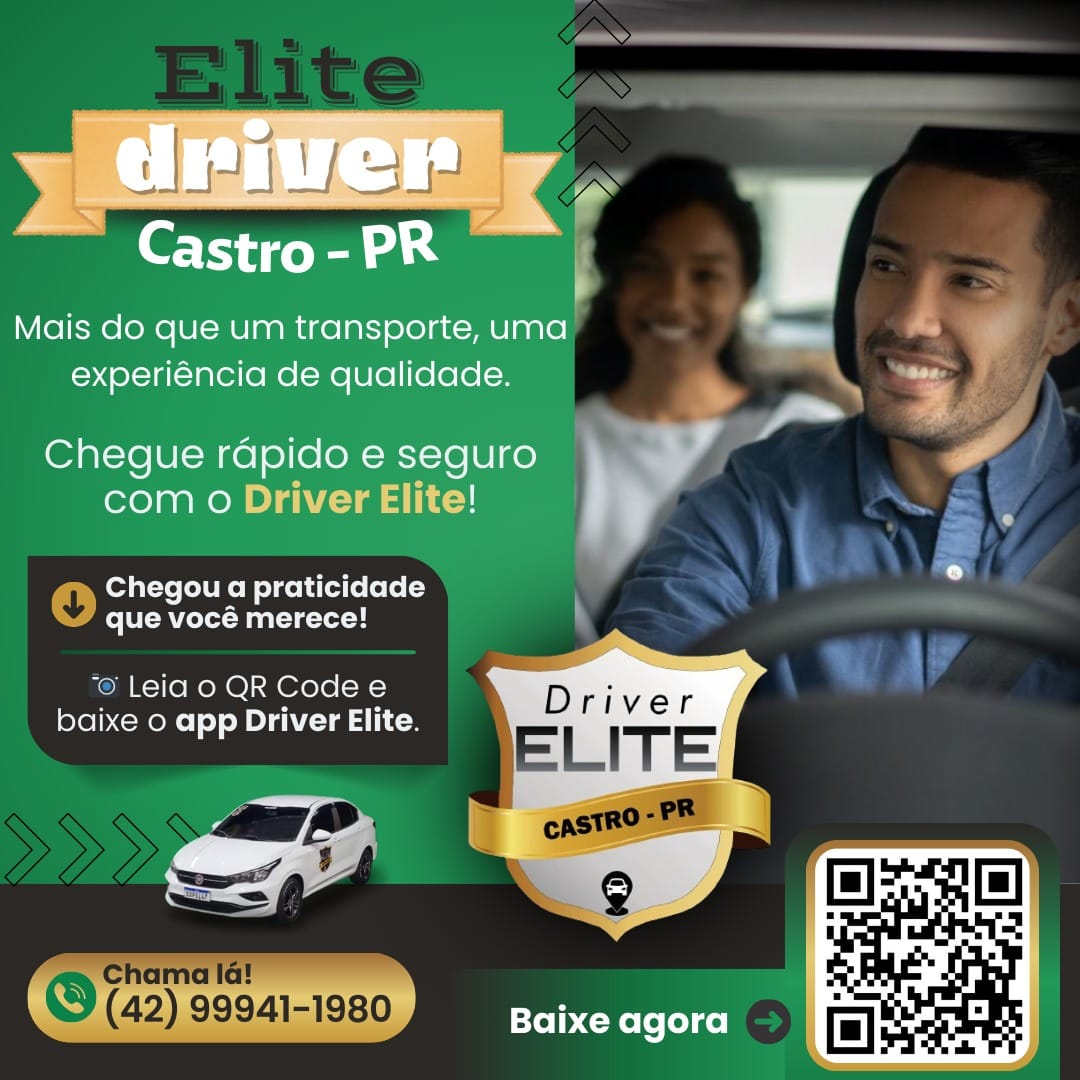 Elite
driver
Castro - PR
Mais do que um transporte, uma
experiência de qualidade.
Chegue rápido e seguro
com o Driver Elite!
Chegou a praticidade
que você merece!
Leia o QR Code e
baixe o app Driver Elite.
Driver
ELITE
CASTRO - PR
Chama lá!
(42) 99941-1980
Baixe agora